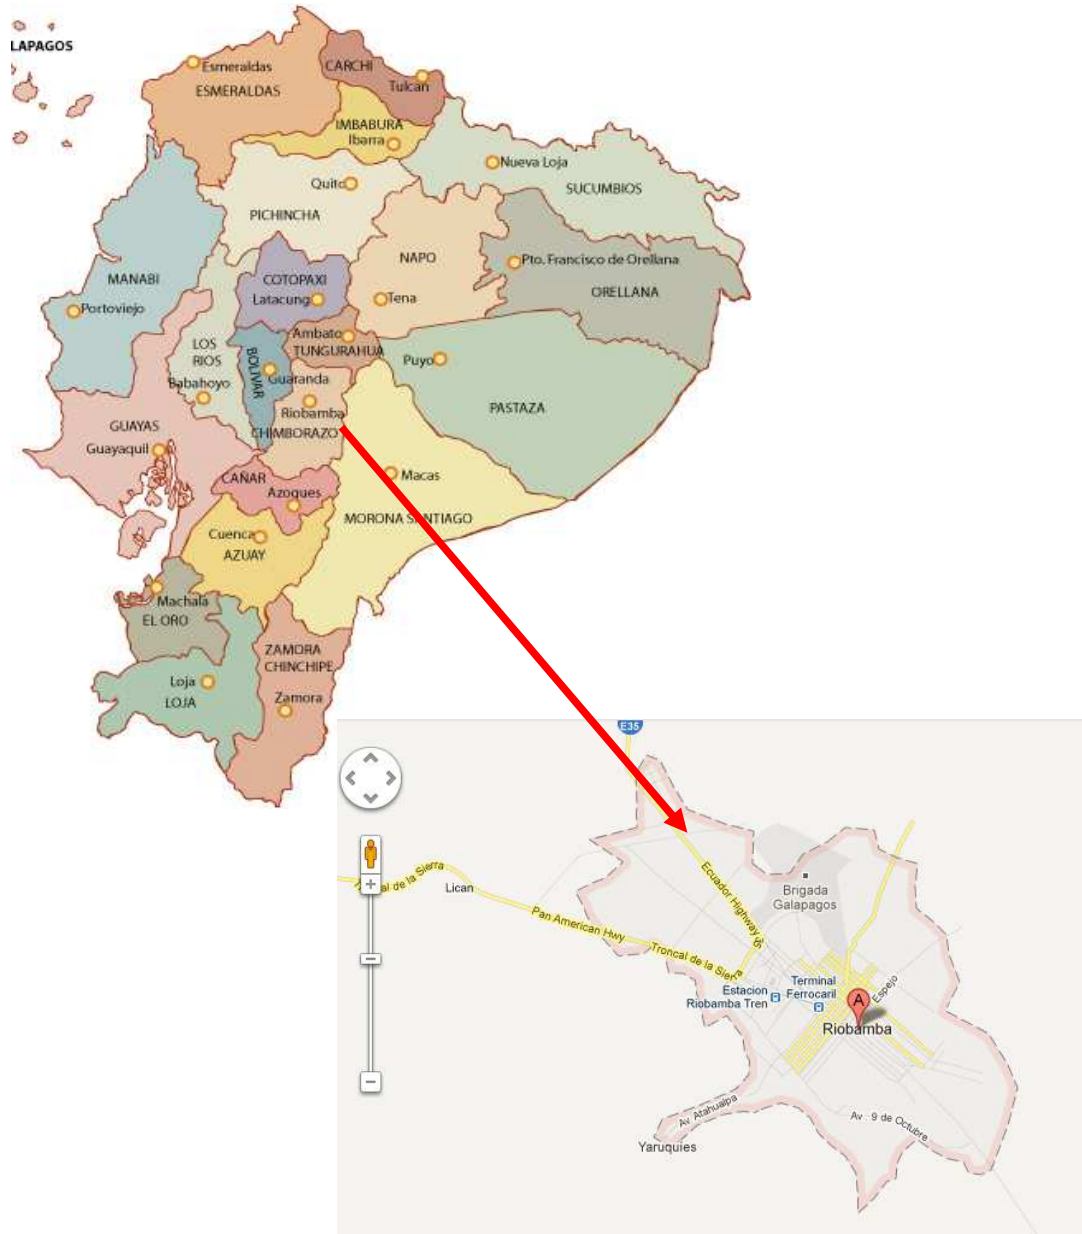 LAPAGOS
Esmeraldas
ESMERALDAS
CARCHI
Tulcan
IMBABURA
Ibarra
Nueva Loja
SUCUMBIOS
Quito
PICHINCHA
NAPO
Pto. Francisco de Orellana
ORELLANA
MANABI
Portoviejo
COTOPAXI
Latacung
Tena
LOS
RIOS
Ambato
TUNGURAHUA
Puyo
BOLIVAR
Guaranda
Babahoyo
Riobamba
CHIMBORAZO
PASTAZA
GUAYAS
Guayaquil
CAÑAR
Azoques
Macas
MORONA SANTIAGO
Cuenca
AZUAY
Machala
EL ORO
ZAMORA
CHINCHIPE
Loja
LOJA
Zamora
E35
Troncal de la Sierra
Lican
Ecuador Highway 35
Brigada
Galapagos
Pan American Hwy
Troncal de la Sierra
Estacion
Riobamba Tren
Terminal
Ferrocaril
Espejo
A
Riobamba
Av. Atahualpa
Av . 9 de Octubre
Yaruquies